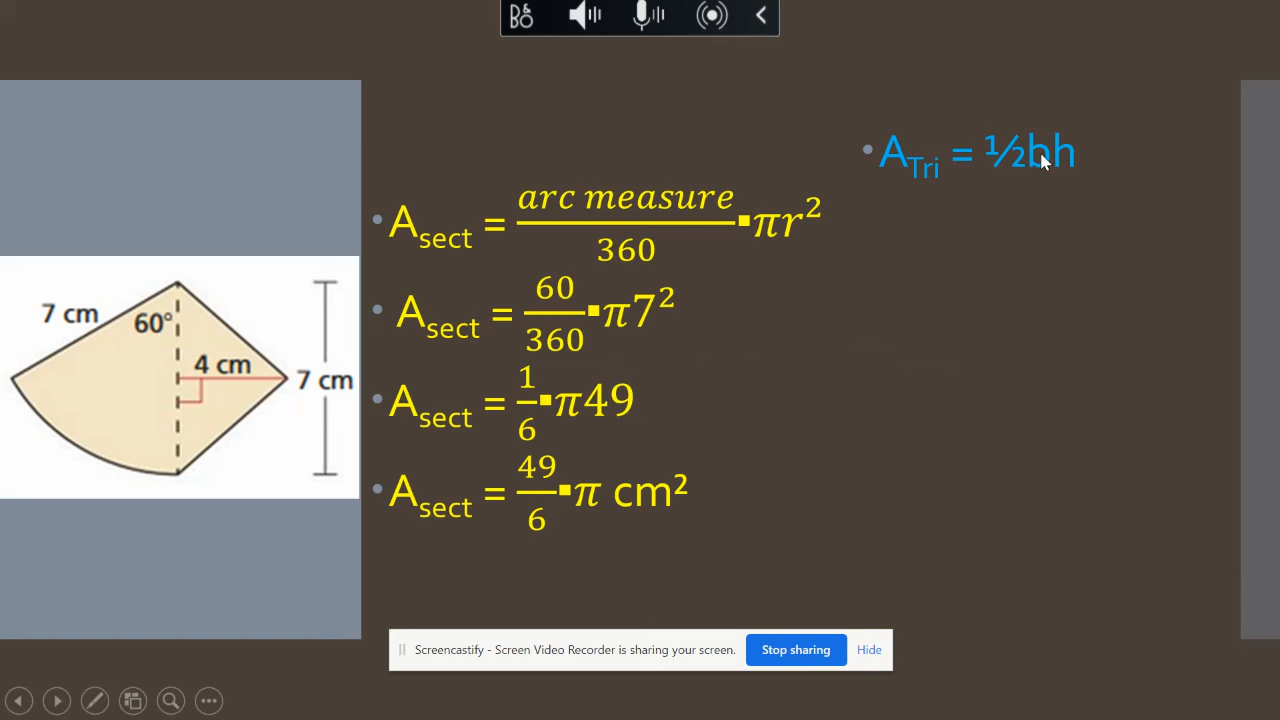 B&O
• A_Tri = ½bh
• A_sect = arc measure/360 ▪ πr²
• A_sect = 60/360 ▪ π7²
• A_sect = 1/6 ▪ π49
• A_sect = 49/6 ▪ π cm²
7 cm
60°
4 cm
7 cm
Screencastify - Screen Video Recorder is sharing your screen.
Stop sharing
Hide